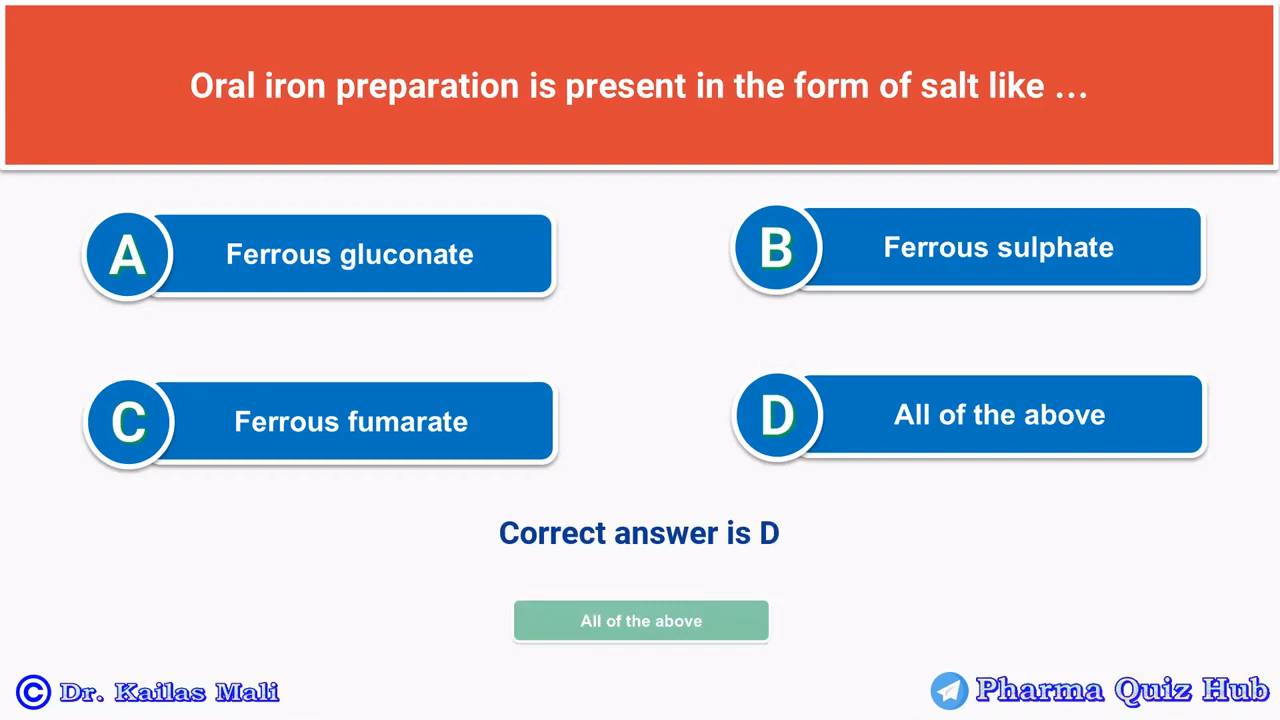 Oral iron preparation is present in the form of salt like ...
A Ferrous gluconate
B Ferrous sulphate
C Ferrous fumarate
D All of the above
Correct answer is D
All of the above
© Dr. Kailas Mali
Pharma Quiz Hub